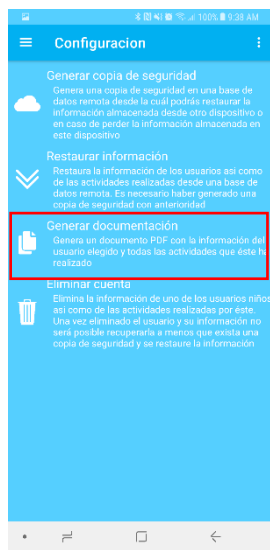 100% 9:38 AM
Configuracion
Generar copia de seguridad
Genera una copia de seguridad en una base de
datos remota desde la cuál podrás restaurar la
información almacenada desde otro dispositivo o
en caso de perder la información almacenada en
este dispositivo
Restaurar información
Restaura la información de los usuarios asi como
de las actividades realizadas desde una base de
datos remota. Es necesario haber generado una
copia de seguridad con anterioridad
Generar documentación
Genera un documento PDF con la información del
usuario elegido y todas las actividades que éste ha
realizado
Eliminar cuenta
Elimina la información de uno de los usuarios niños
asi como de las actividades realizadas por éste.
Una vez eliminado el usuario y su información no
será posible recuperarla a menos que exista una
copia de seguridad y se restaure la información